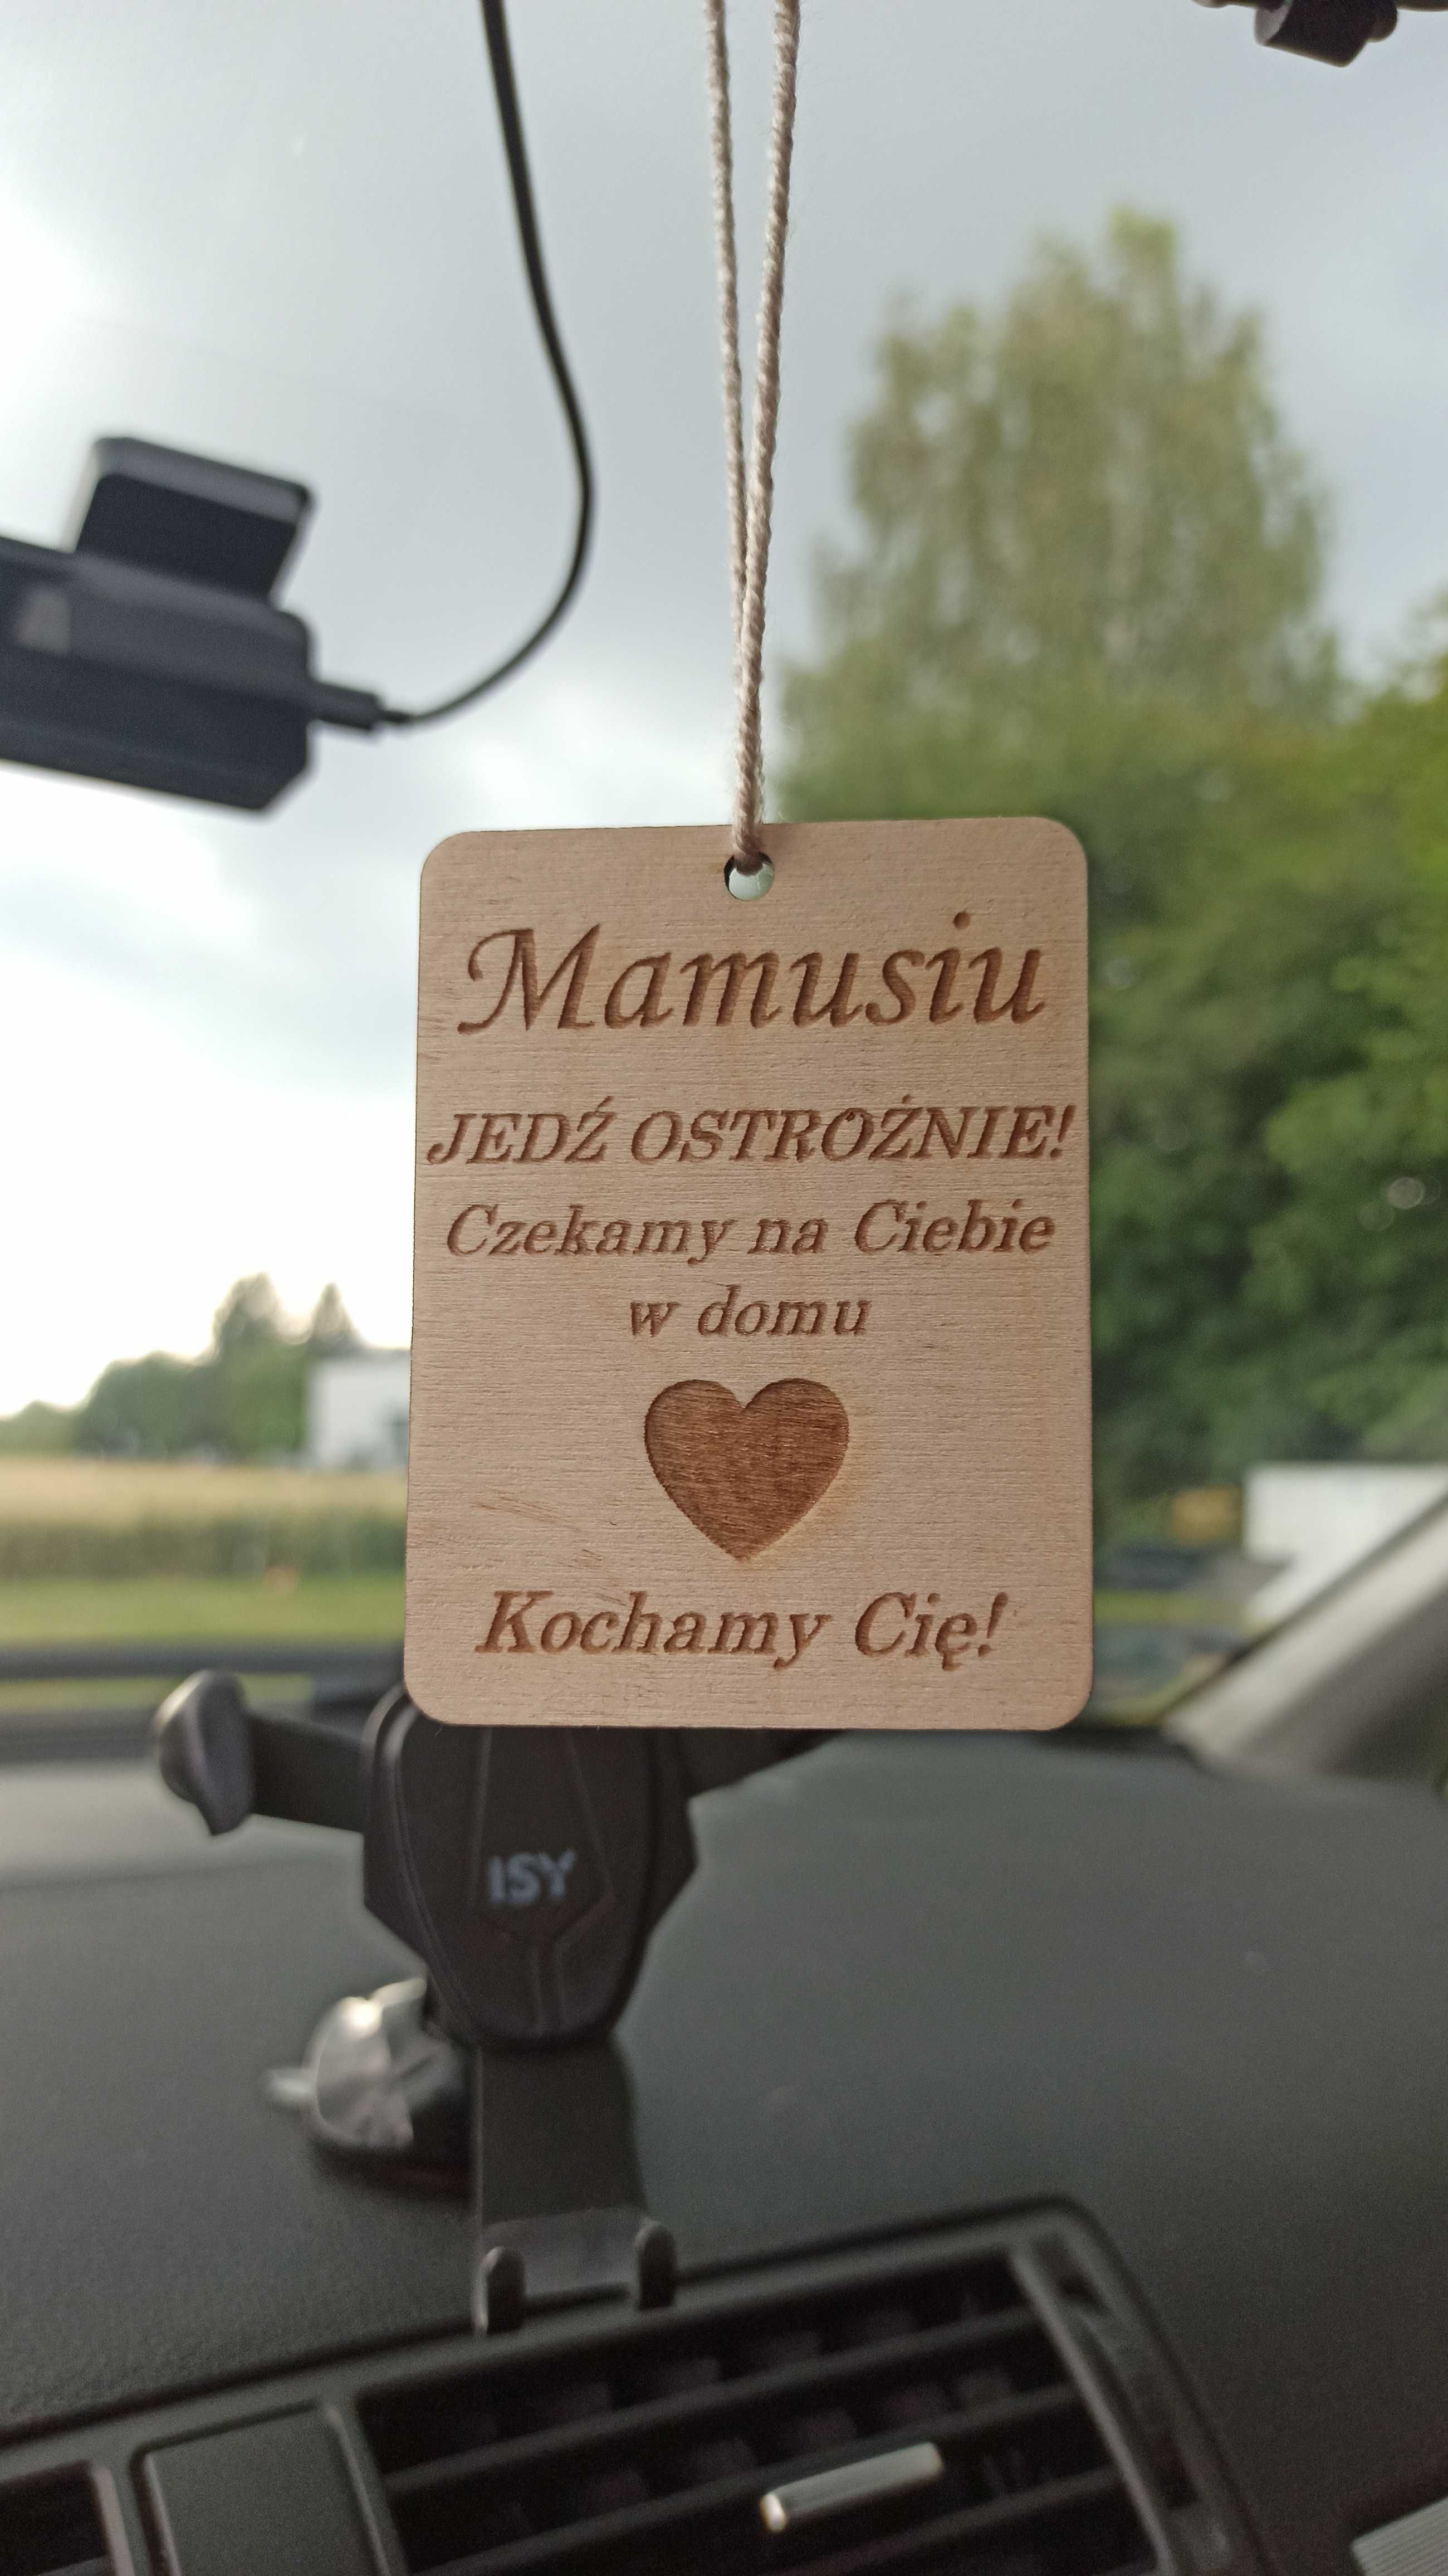 Mamusiu
JEDŹ OSTROŻNIE!
Czekamy na Ciebie
w domu
Kochamy Cię!
ISY